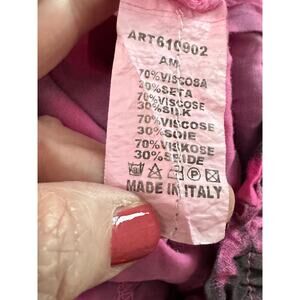 ART610902
AM
70%VISCOSA
30%SETA
70%VISCOSE
30%SILK
70%VISCOSE
30%SOIE
70%VISKOSE
30%SEIDE
MADE IN ITALY